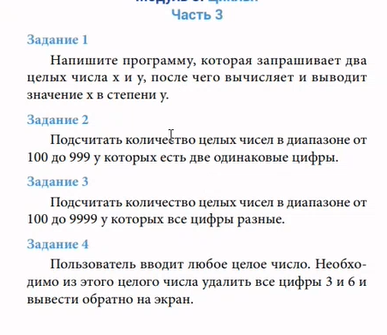 Часть 3
Задание 1
Напишите программу, которая запрашивает два
целых числа x и y, после чего вычисляет и выводит
значение x в степени y.
Задание 2
Подсчитать количество целых чисел в диапазоне от
100 до 999 у которых есть две одинаковые цифры.
Задание 3
Подсчитать количество целых чисел в диапазоне от
100 до 9999 у которых все цифры разные.
Задание 4
Пользователь вводит любое целое число. Необхо-
димо из этого целого числа удалить все цифры 3 и 6 и
вывести обратно на экран.